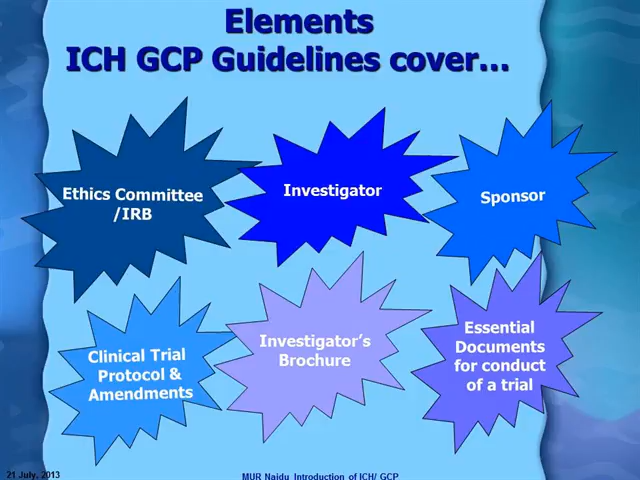 Elements
ICH GCP Guidelines cover...
Ethics Committee
/IRB
Investigator
Sponsor
Clinical Trial
Protocol &
Amendments
Investigator's
Brochure
Essential
Documents
for conduct
of a trial
21 July, 2013
MUR Naidu Introduction of ICH/ GCP